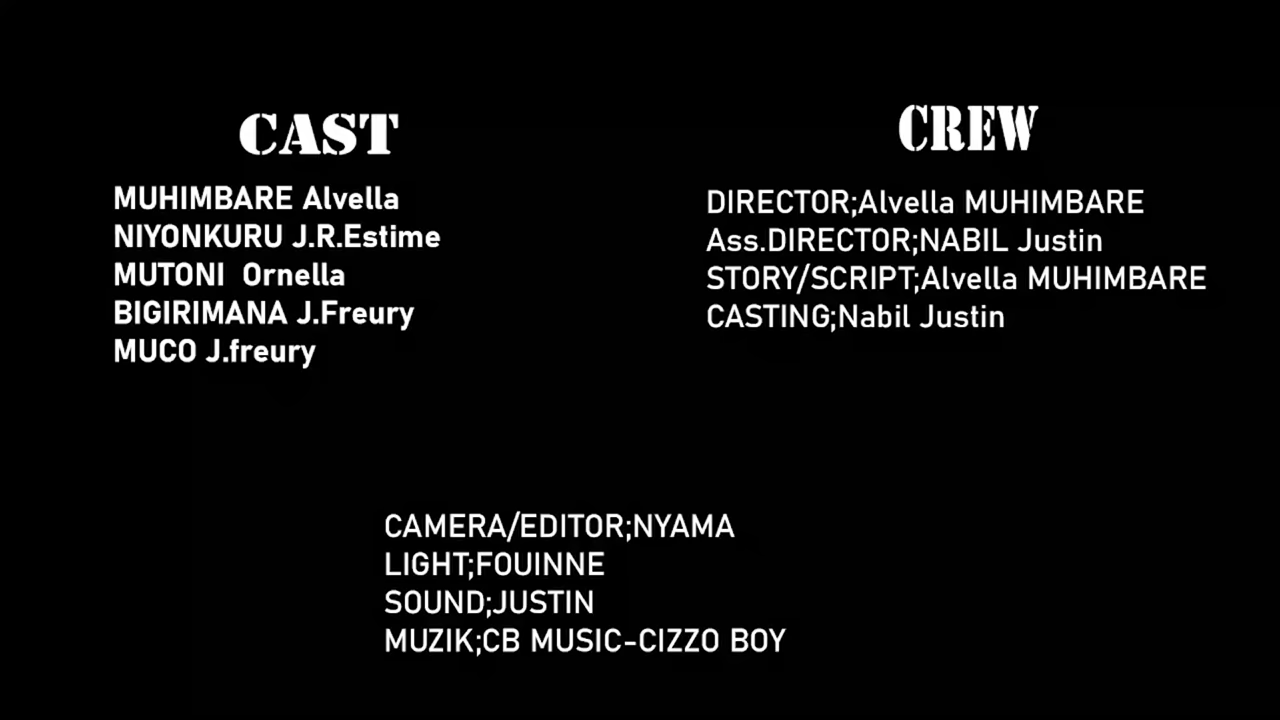 CAST
MUHIMBARE Alvella
NIYONKURU J.R.Estime
MUTONI  Ornella
BIGIRIMANA J.Freury
MUCO J.freury
CREW
DIRECTOR;Alvella MUHIMBARE
Ass.DIRECTOR;NABIL Justin
STORY/SCRIPT;Alvella MUHIMBARE
CASTING;Nabil Justin
CAMERA/EDITOR;NYAMA
LIGHT;FOUINNE
SOUND;JUSTIN
MUZIK;CB MUSIC-CIZZO BOY